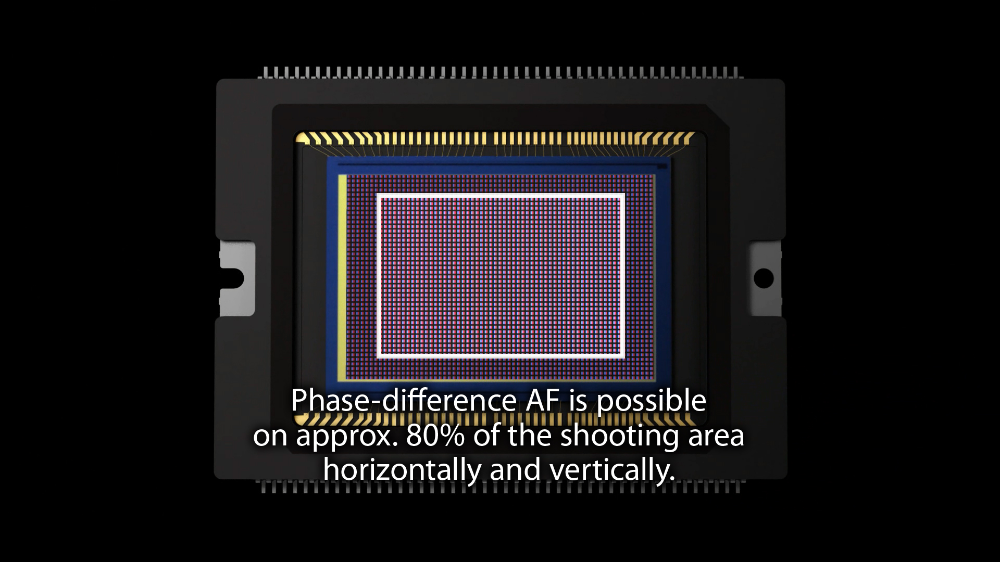 Phase-difference AF is possible
on approx. 80% of the shooting area
horizontally and vertically.